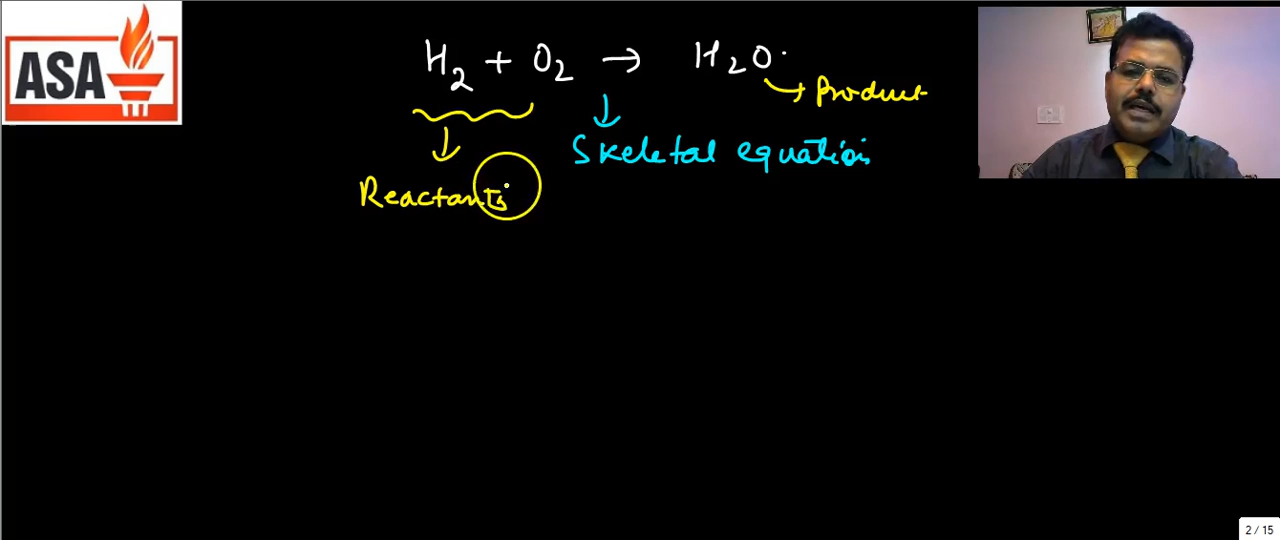 ASA
H₂ + O₂ → H₂O.
Product
Skeletal equation
Reactants
2 / 15